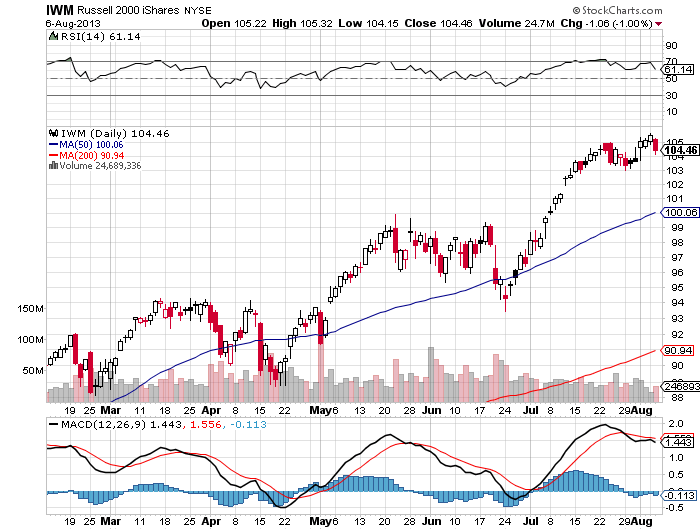 IWM Russell 2000 iShares NYSE © StockCharts.com
6-Aug-2013 Open 105.22 High 105.32 Low 104.15 Close 104.46 Volume 24.7M Chg -1.06 (-1.00%)
RSI(14) 61.14
90
70
61.14
50
30
10
IWM (Daily) 104.46
MA(50) 100.06
MA(200) 90.94
Volume 24,689,336
105
104.46
104
103
102
101
100.06
99
98
97
96
95
94
150M 93
92
100M
90.94
50M 90
246893
88
19 25 Mar 11 18 25 Apr 8 15 22 May 6 13 20 28 Jun 10 17 24 Jul 8 15 22 29 Aug
MACD(12,26,9) 1.443, 1.556, -0.113
2.0
1.443
1.0
0.5
-0.113
-0.5
19 25 Mar 11 18 25 Apr 8 15 22 May 6 13 20 28 Jun 10 17 24 Jul 8 15 22 29 Aug